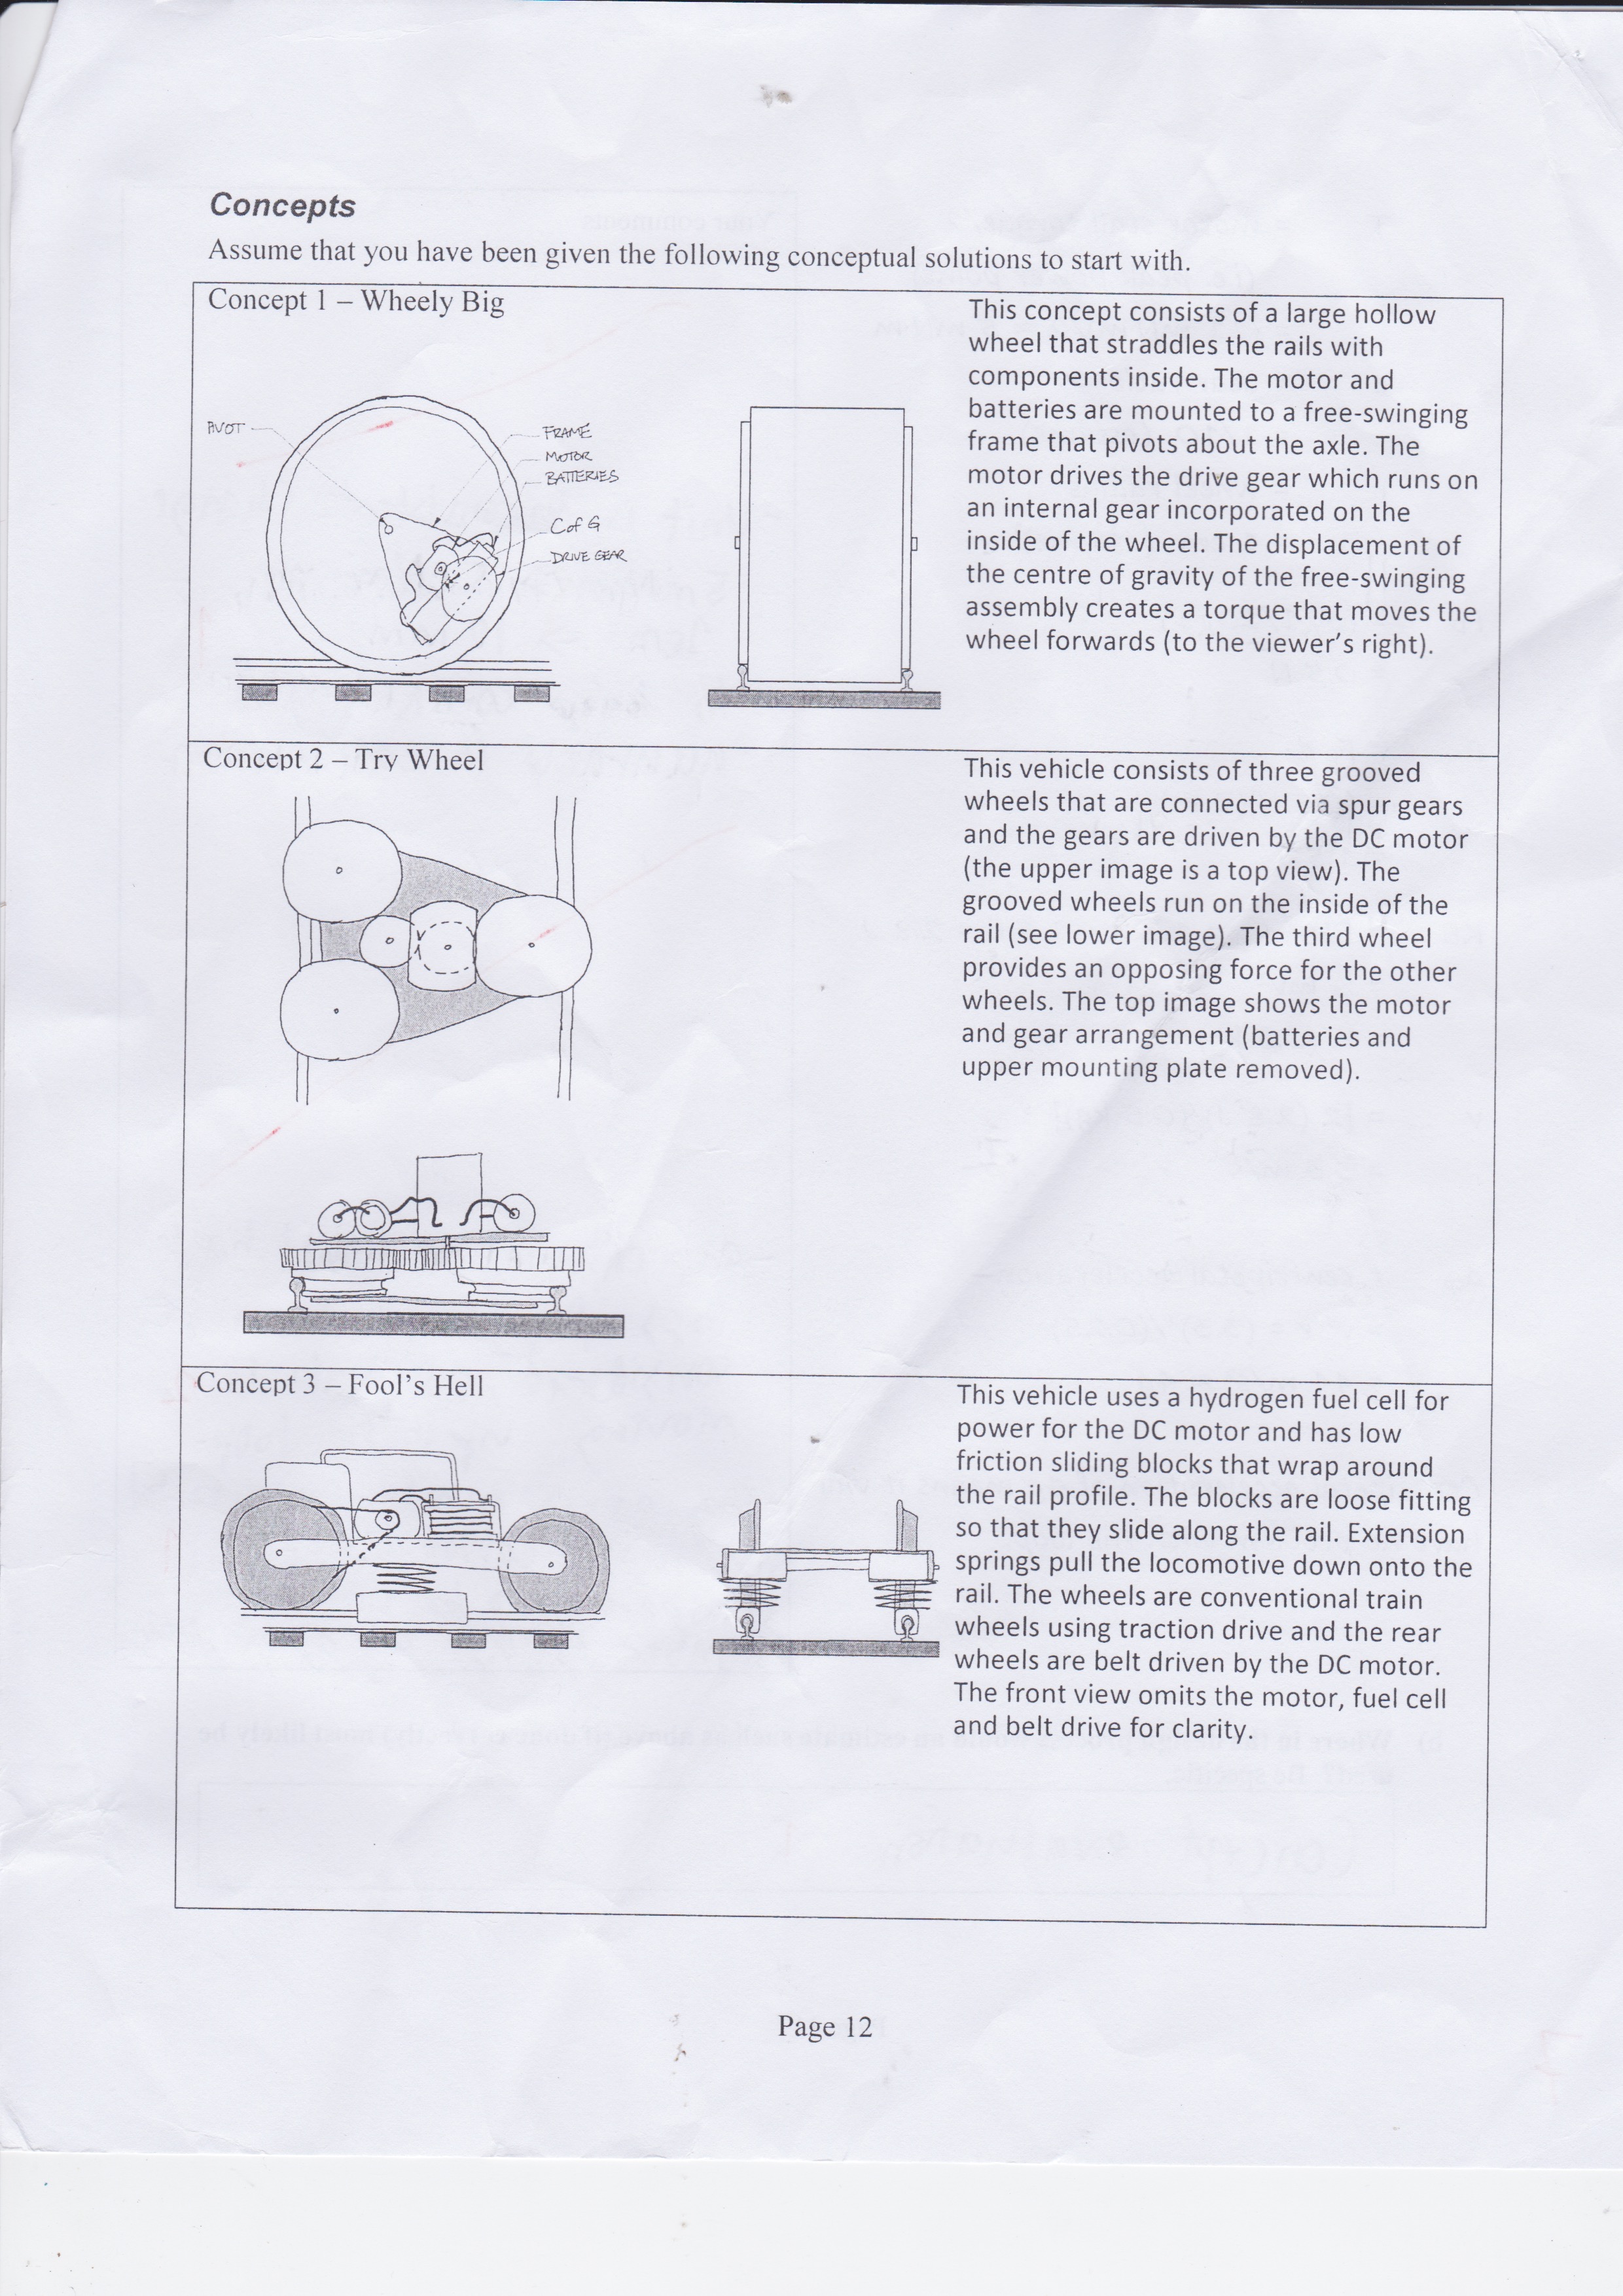 Concepts
Assume that you have been given the following conceptual solutions to start with.
Concept 1 – Wheely Big
PIVOT
FRAME
MOTOR
BATTERIES
C of G
DRIVE GEAR
This concept consists of a large hollow
wheel that straddles the rails with
components inside. The motor and
batteries are mounted to a free-swinging
frame that pivots about the axle. The
motor drives the drive gear which runs on
an internal gear incorporated on the
inside of the wheel. The displacement of
the centre of gravity of the free-swinging
assembly creates a torque that moves the
wheel forwards (to the viewer's right).
Concept 2 – Try Wheel
This vehicle consists of three grooved
wheels that are connected via spur gears
and the gears are driven by the DC motor
(the upper image is a top view). The
grooved wheels run on the inside of the
rail (see lower image). The third wheel
provides an opposing force for the other
wheels. The top image shows the motor
and gear arrangement (batteries and
upper mounting plate removed).
Concept 3 – Fool's Hell
This vehicle uses a hydrogen fuel cell for
power for the DC motor and has low
friction sliding blocks that wrap around
the rail profile. The blocks are loose fitting
so that they slide along the rail. Extension
springs pull the locomotive down onto the
rail. The wheels are conventional train
wheels using traction drive and the rear
wheels are belt driven by the DC motor.
The front view omits the motor, fuel cell
and belt drive for clarity.
Page 12